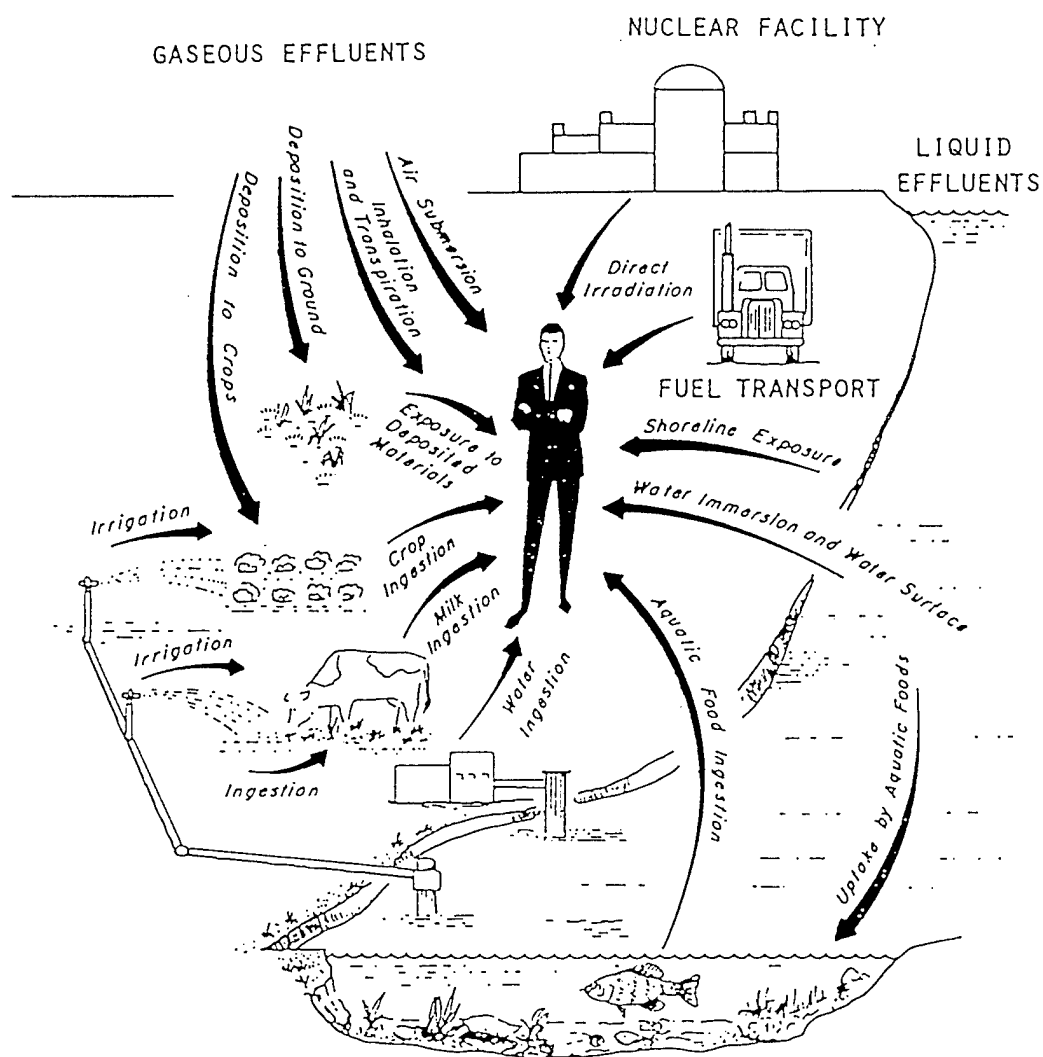 NUCLEAR FACILITY
GASEOUS EFFLUENTS
LIQUID
EFFLUENTS
Deposition to Crops
Deposition to Ground
Inhalation
and Transpiration
Air Submersion
Direct
Irradiation
FUEL TRANSPORT
Exposure to
Deposited
Materials
Shoreline Exposure
Water Immersion and Water Surface
Irrigation
Crop
Ingestion
Milk
Ingestion
Irrigation
Water
Ingestion
Aquatic Food Ingestion
Uptake by Aquatic Foods
Ingestion